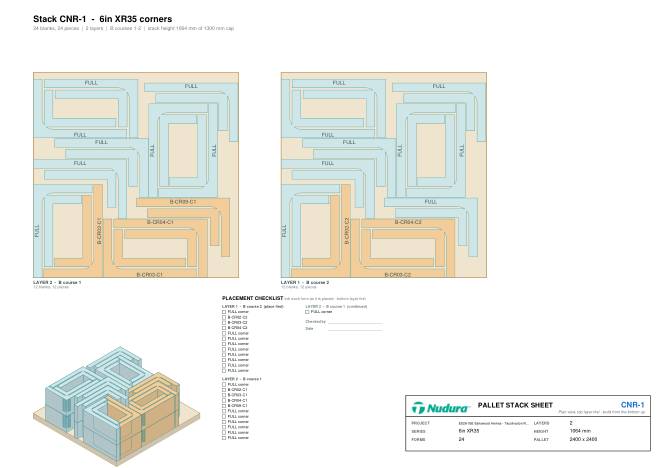 Stack CNR-1 - 6in XR35 corners
24 blanks, 24 pieces | 2 layers | B courses 1-2 | stack height 1064 mm of 1300 mm cap
FULL
FULL
FULL
FULL
FULL
FULL
FULL
B-CR05-C1
B-CR04-C1
B-CR02-C1
B-CR03-C1
LAYER 2 - B course 1
12 blanks, 12 pieces
FULL
FULL
FULL
FULL
FULL
FULL
FULL
FULL
B-CR04-C2
B-CR02-C2
B-CR03-C2
LAYER 1 - B course 2
12 blanks, 12 pieces
PLACEMENT CHECKLIST
LAYER 1 - B course 2 (place first)
FULL corner
B-CR02-C2
B-CR03-C2
B-CR04-C2
FULL corner
FULL corner
FULL corner
FULL corner
FULL corner
FULL corner
FULL corner
LAYER 2 - B course 1
FULL corner
B-CR02-C1
B-CR03-C1
B-CR04-C1
B-CR05-C1
FULL corner
FULL corner
FULL corner
FULL corner
FULL corner
FULL corner
LAYER 2 - B course 1 (continued)
FULL corner
Checked by
Date
Nudura
PALLET STACK SHEET
CNR-1
PROJECT
LAYERS 2
SERIES 6in XR35
HEIGHT 1064 mm
FORMS 24
PALLET 2400 x 2400